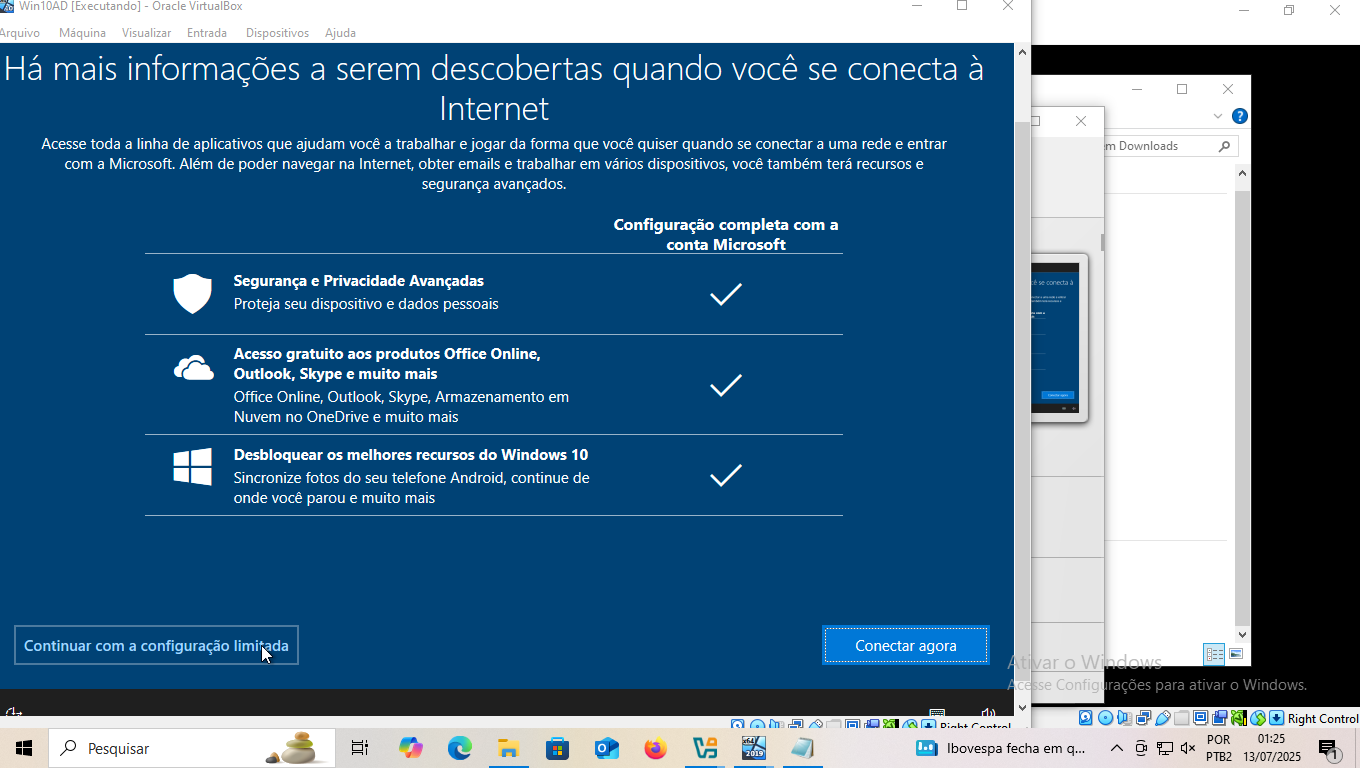 Win10AD [Executando] - Oracle VirtualBox
Arquivo Máquina Visualizar Entrada Dispositivos Ajuda
Há mais informações a serem descobertas quando você se conecta à
Internet
Acesse toda a linha de aplicativos que ajudam você a trabalhar e jogar da forma que você quiser quando se conectar a uma rede e entrar
com a Microsoft. Além de poder navegar na Internet, obter emails e trabalhar em vários dispositivos, você também terá recursos e
segurança avançados.
Configuração completa com a
conta Microsoft
Segurança e Privacidade Avançadas
Proteja seu dispositivo e dados pessoais
Acesso gratuito aos produtos Office Online,
Outlook, Skype e muito mais
Office Online, Outlook, Skype, Armazenamento em
Nuvem no OneDrive e muito mais
Desbloquear os melhores recursos do Windows 10
Sincronize fotos do seu telefone Android, continue de
onde você parou e muito mais
Continuar com a configuração limitada
Conectar agora
em Downloads
Ativar o Windows
Acesse Configurações para ativar o Windows.
Right Control
Right Control
Pesquisar
x64
2019
Ibovespa fecha em q...
POR
PTB2
01:25
13/07/2025
1